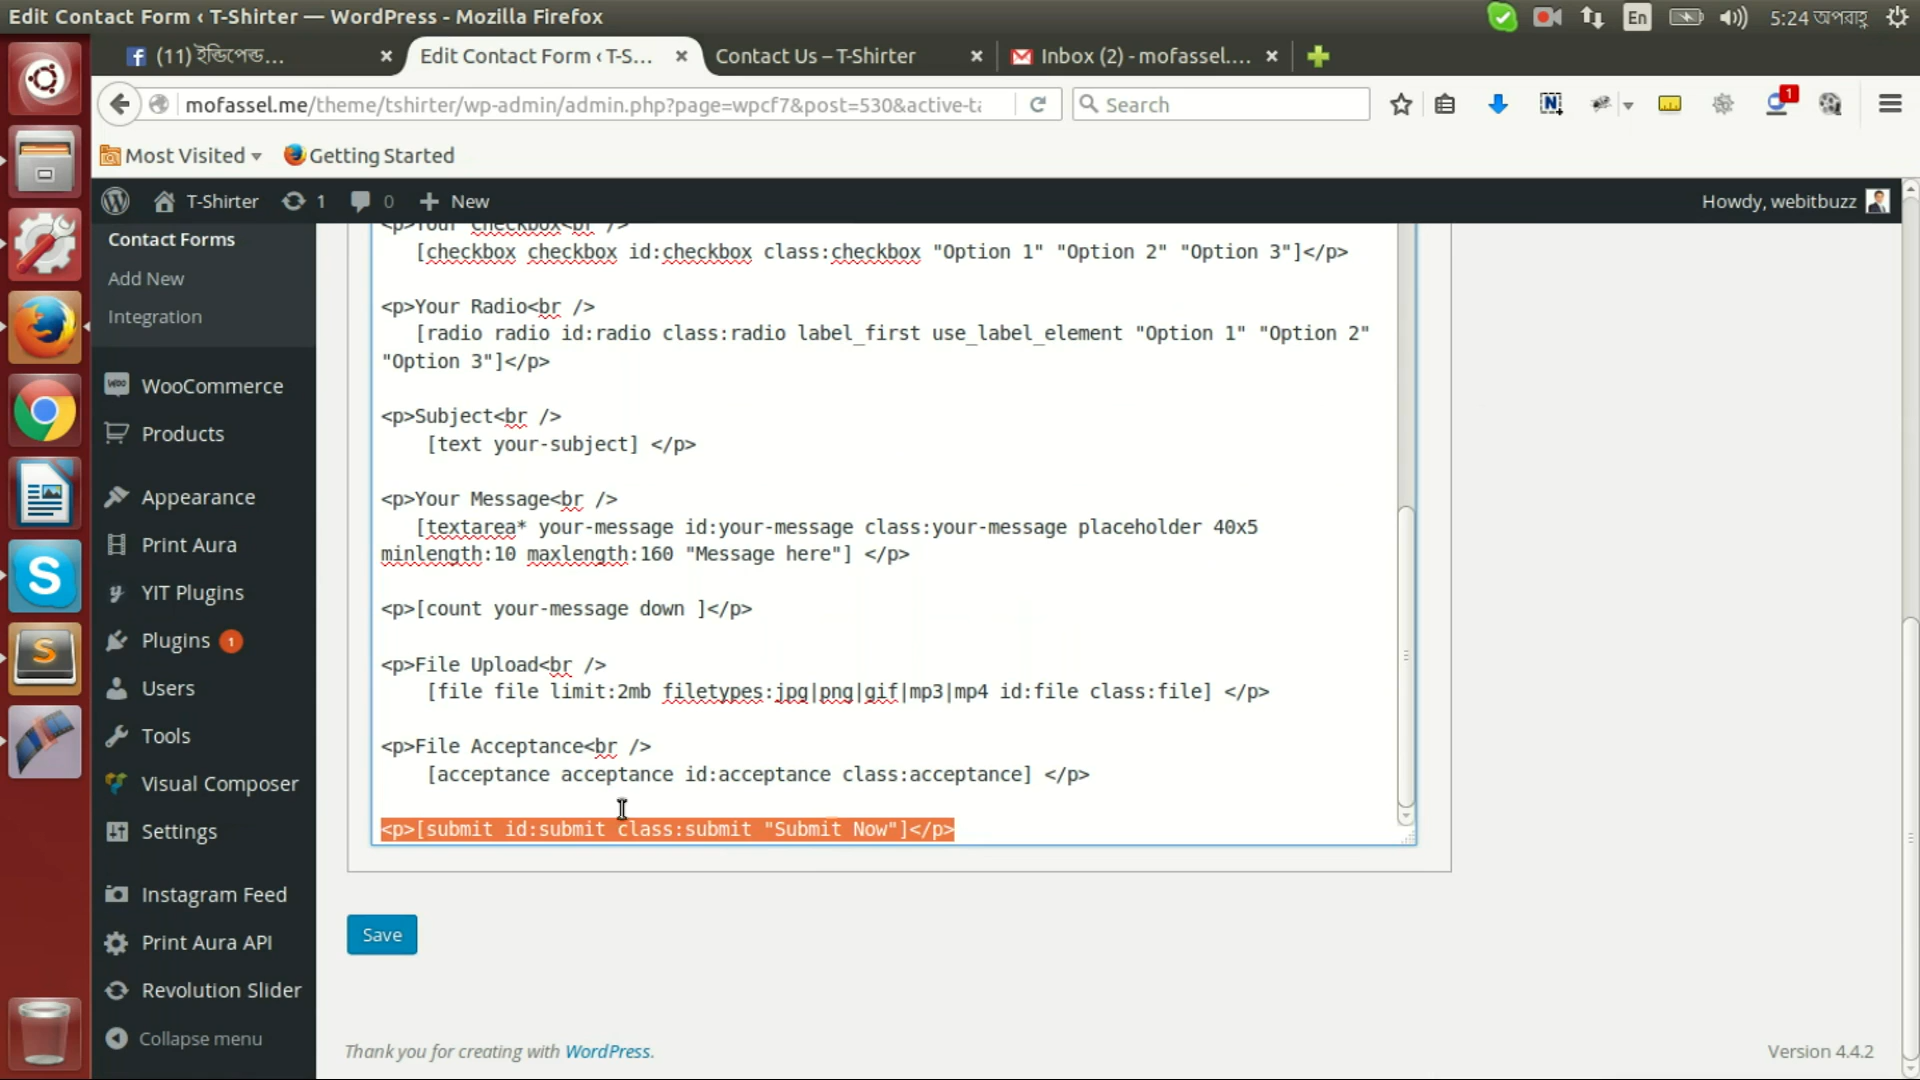 Edit Contact Form ‹ T-Shirter — WordPress - Mozilla Firefox
En
5:24 অপরাহ্ণ
(11) ইন্ডিপেন্ড...
Edit Contact Form ‹ T-S...
Contact Us – T-Shirter
Inbox (2) - mofassel....
mofassel.me/theme/tshirter/wp-admin/admin.php?page=wpcf7&post=530&active-ta
Search
1
Most Visited
Getting Started
T-Shirter
1
0
New
Howdy, webitbuzz
Contact Forms
Add New
Integration
WooCommerce
Products
Appearance
Print Aura
YIT Plugins
Plugins 1
Users
Tools
Visual Composer
Settings
Instagram Feed
Print Aura API
Revolution Slider
Collapse menu
<p>Your checkbox<br />
[checkbox checkbox id:checkbox class:checkbox "Option 1" "Option 2" "Option 3"]</p>
<p>Your Radio<br />
[radio radio id:radio class:radio label_first use_label_element "Option 1" "Option 2"
"Option 3"]</p>
<p>Subject<br />
[text your-subject] </p>
<p>Your Message<br />
[textarea* your-message id:your-message class:your-message placeholder 40x5
minlength:10 maxlength:160 "Message here"] </p>
<p>[count your-message down ]</p>
<p>File Upload<br />
[file file limit:2mb filetypes:jpg|png|gif|mp3|mp4 id:file class:file] </p>
<p>File Acceptance<br />
[acceptance acceptance id:acceptance class:acceptance] </p>
<p>[submit id:submit class:submit "Submit Now"]</p>
Save
Thank you for creating with WordPress.
Version 4.4.2